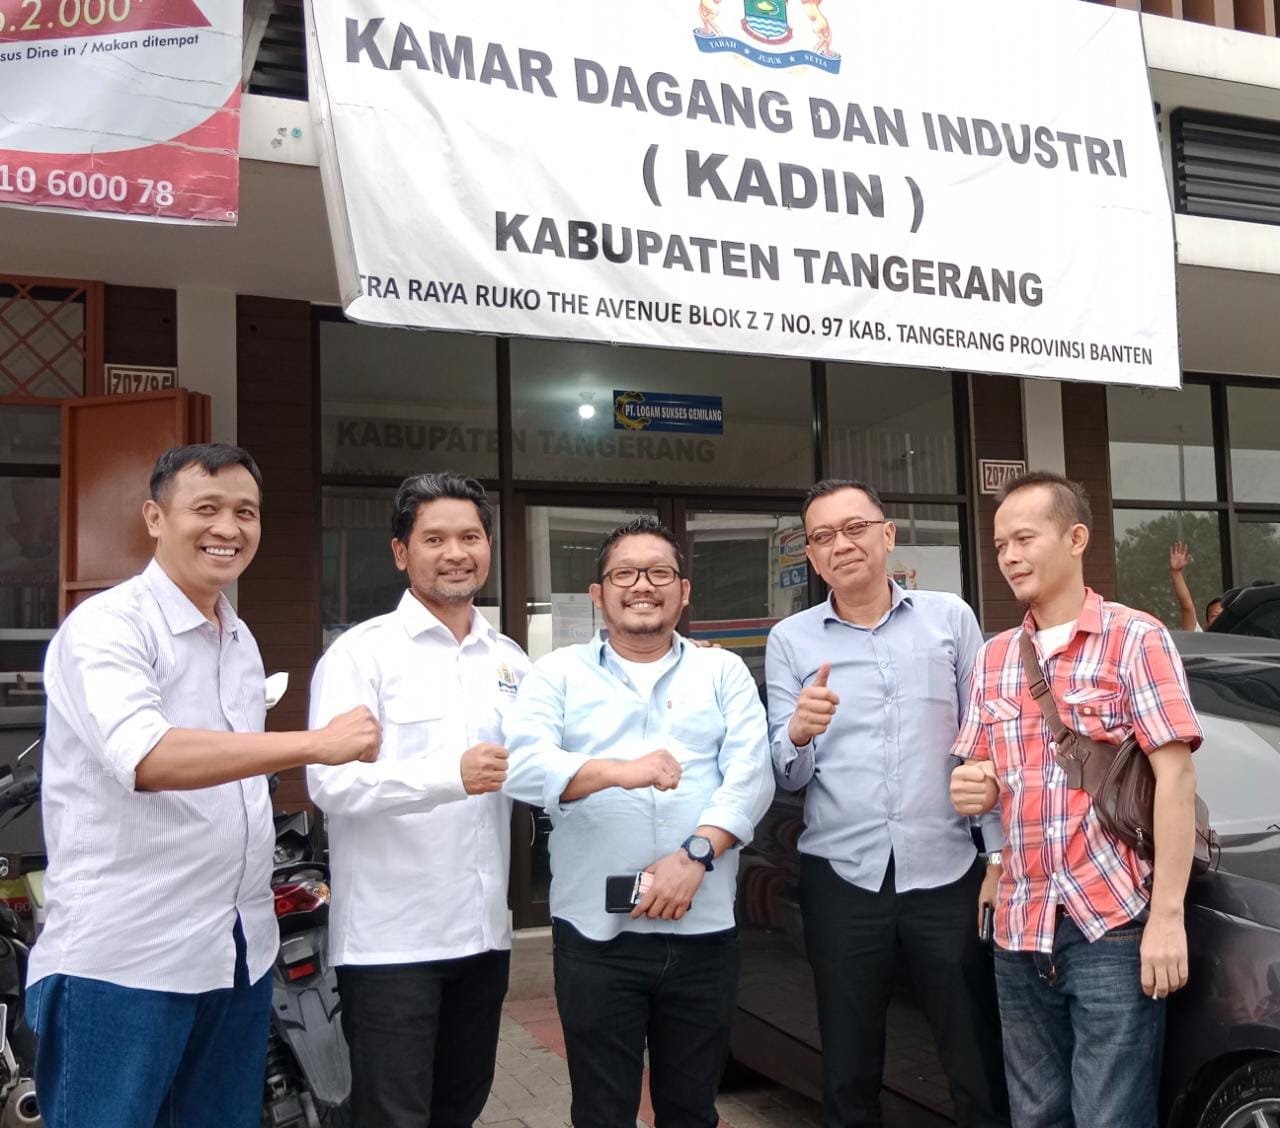 .2.000
sus Dine in / Makan ditempat
10 6000 78
TABAH ★ JUJUR ★ SETIA
KAMAR DAGANG DAN INDUSTRI
( KADIN )
KABUPATEN TANGERANG
TRA RAYA RUKO THE AVENUE BLOK Z 7 NO. 97 KAB. TANGERANG PROVINSI BANTEN
Z07/95
PT. LOGAM SUKSES GEMILANG
KABUPATEN TANGERANG
Z07/97